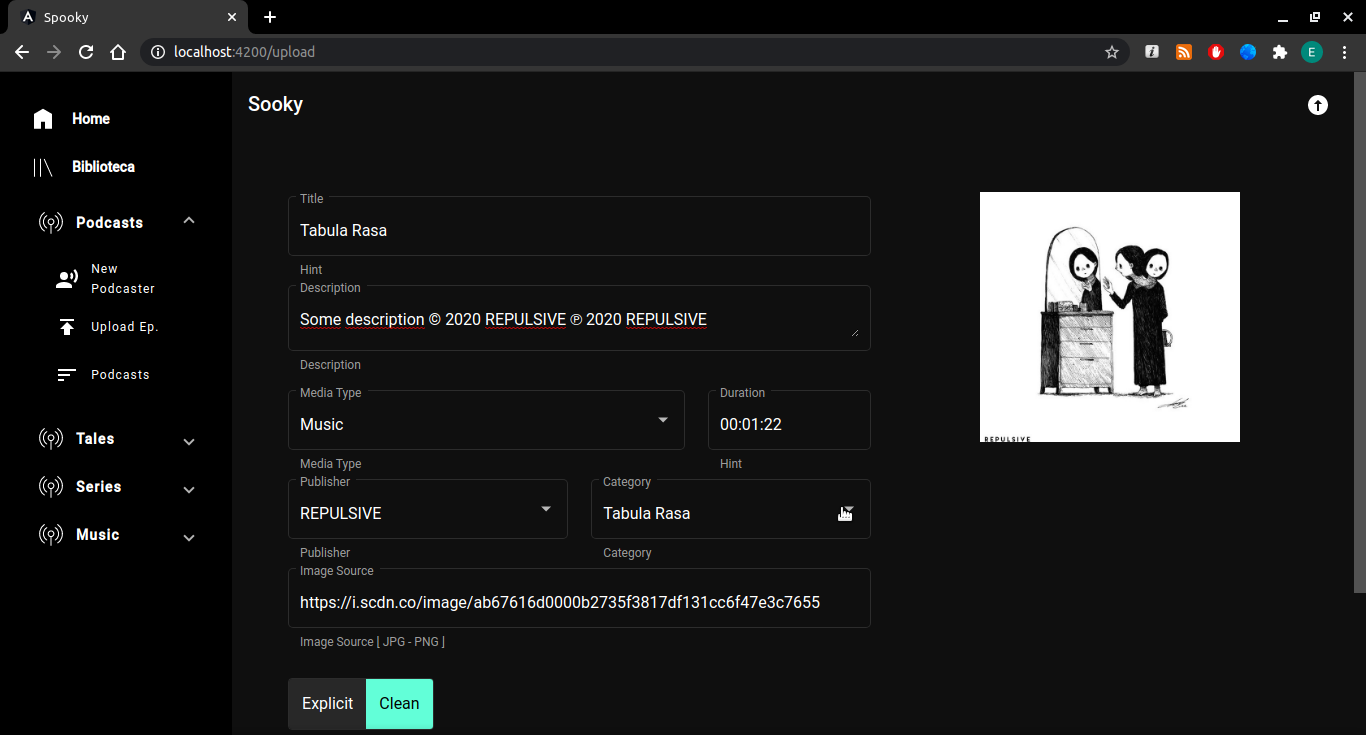 Spooky
localhost:4200/upload
E
Home
Biblioteca
Podcasts
New
Podcaster
Upload Ep.
Podcasts
Tales
Series
Music
Sooky
Title
Tabula Rasa
Hint
Description
Some description © 2020 REPULSIVE ℗ 2020 REPULSIVE
Description
Media Type
Music
Media Type
Duration
00:01:22
Hint
Publisher
REPULSIVE
Publisher
Category
Tabula Rasa
Category
Image Source
https://i.scdn.co/image/ab67616d0000b2735f3817df131cc6f47e3c7655
Image Source [ JPG - PNG ]
Explicit
Clean
REPULSIVE